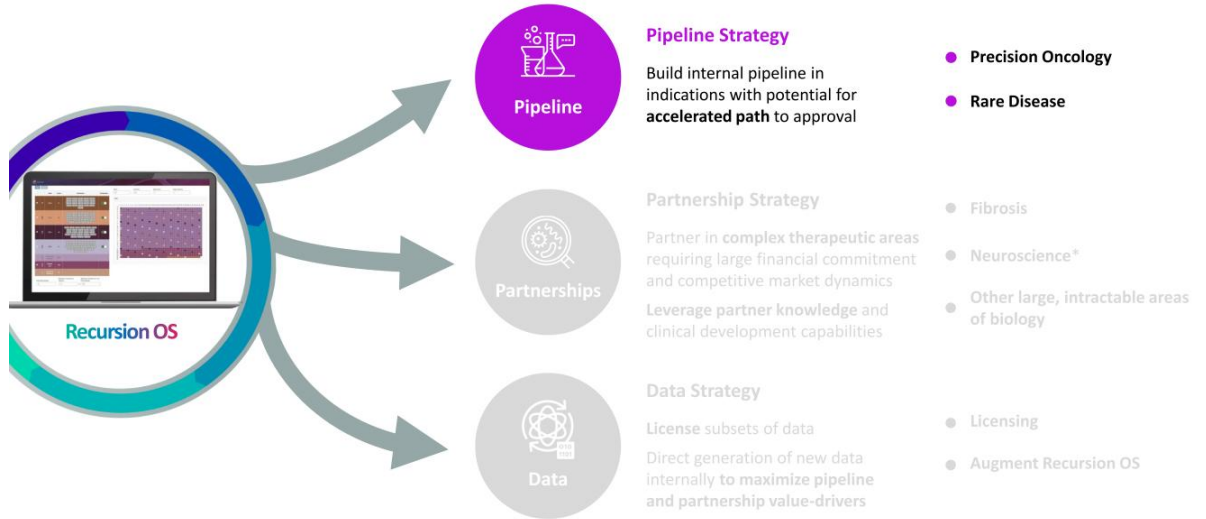 Pipeline
Pipeline Strategy
Build internal pipeline in
indications with potential for
accelerated path to approval
Precision Oncology
Rare Disease
Recursion OS
Partnerships
Partnership Strategy
Partner in complex therapeutic areas
requiring large financial commitment
and competitive market dynamics
Leverage partner knowledge and
clinical development capabilities
Fibrosis
Neuroscience*
Other large, intractable areas
of biology
Data
Data Strategy
License subsets of data
Direct generation of new data
internally to maximize pipeline
and partnership value-drivers
Licensing
Augment Recursion OS